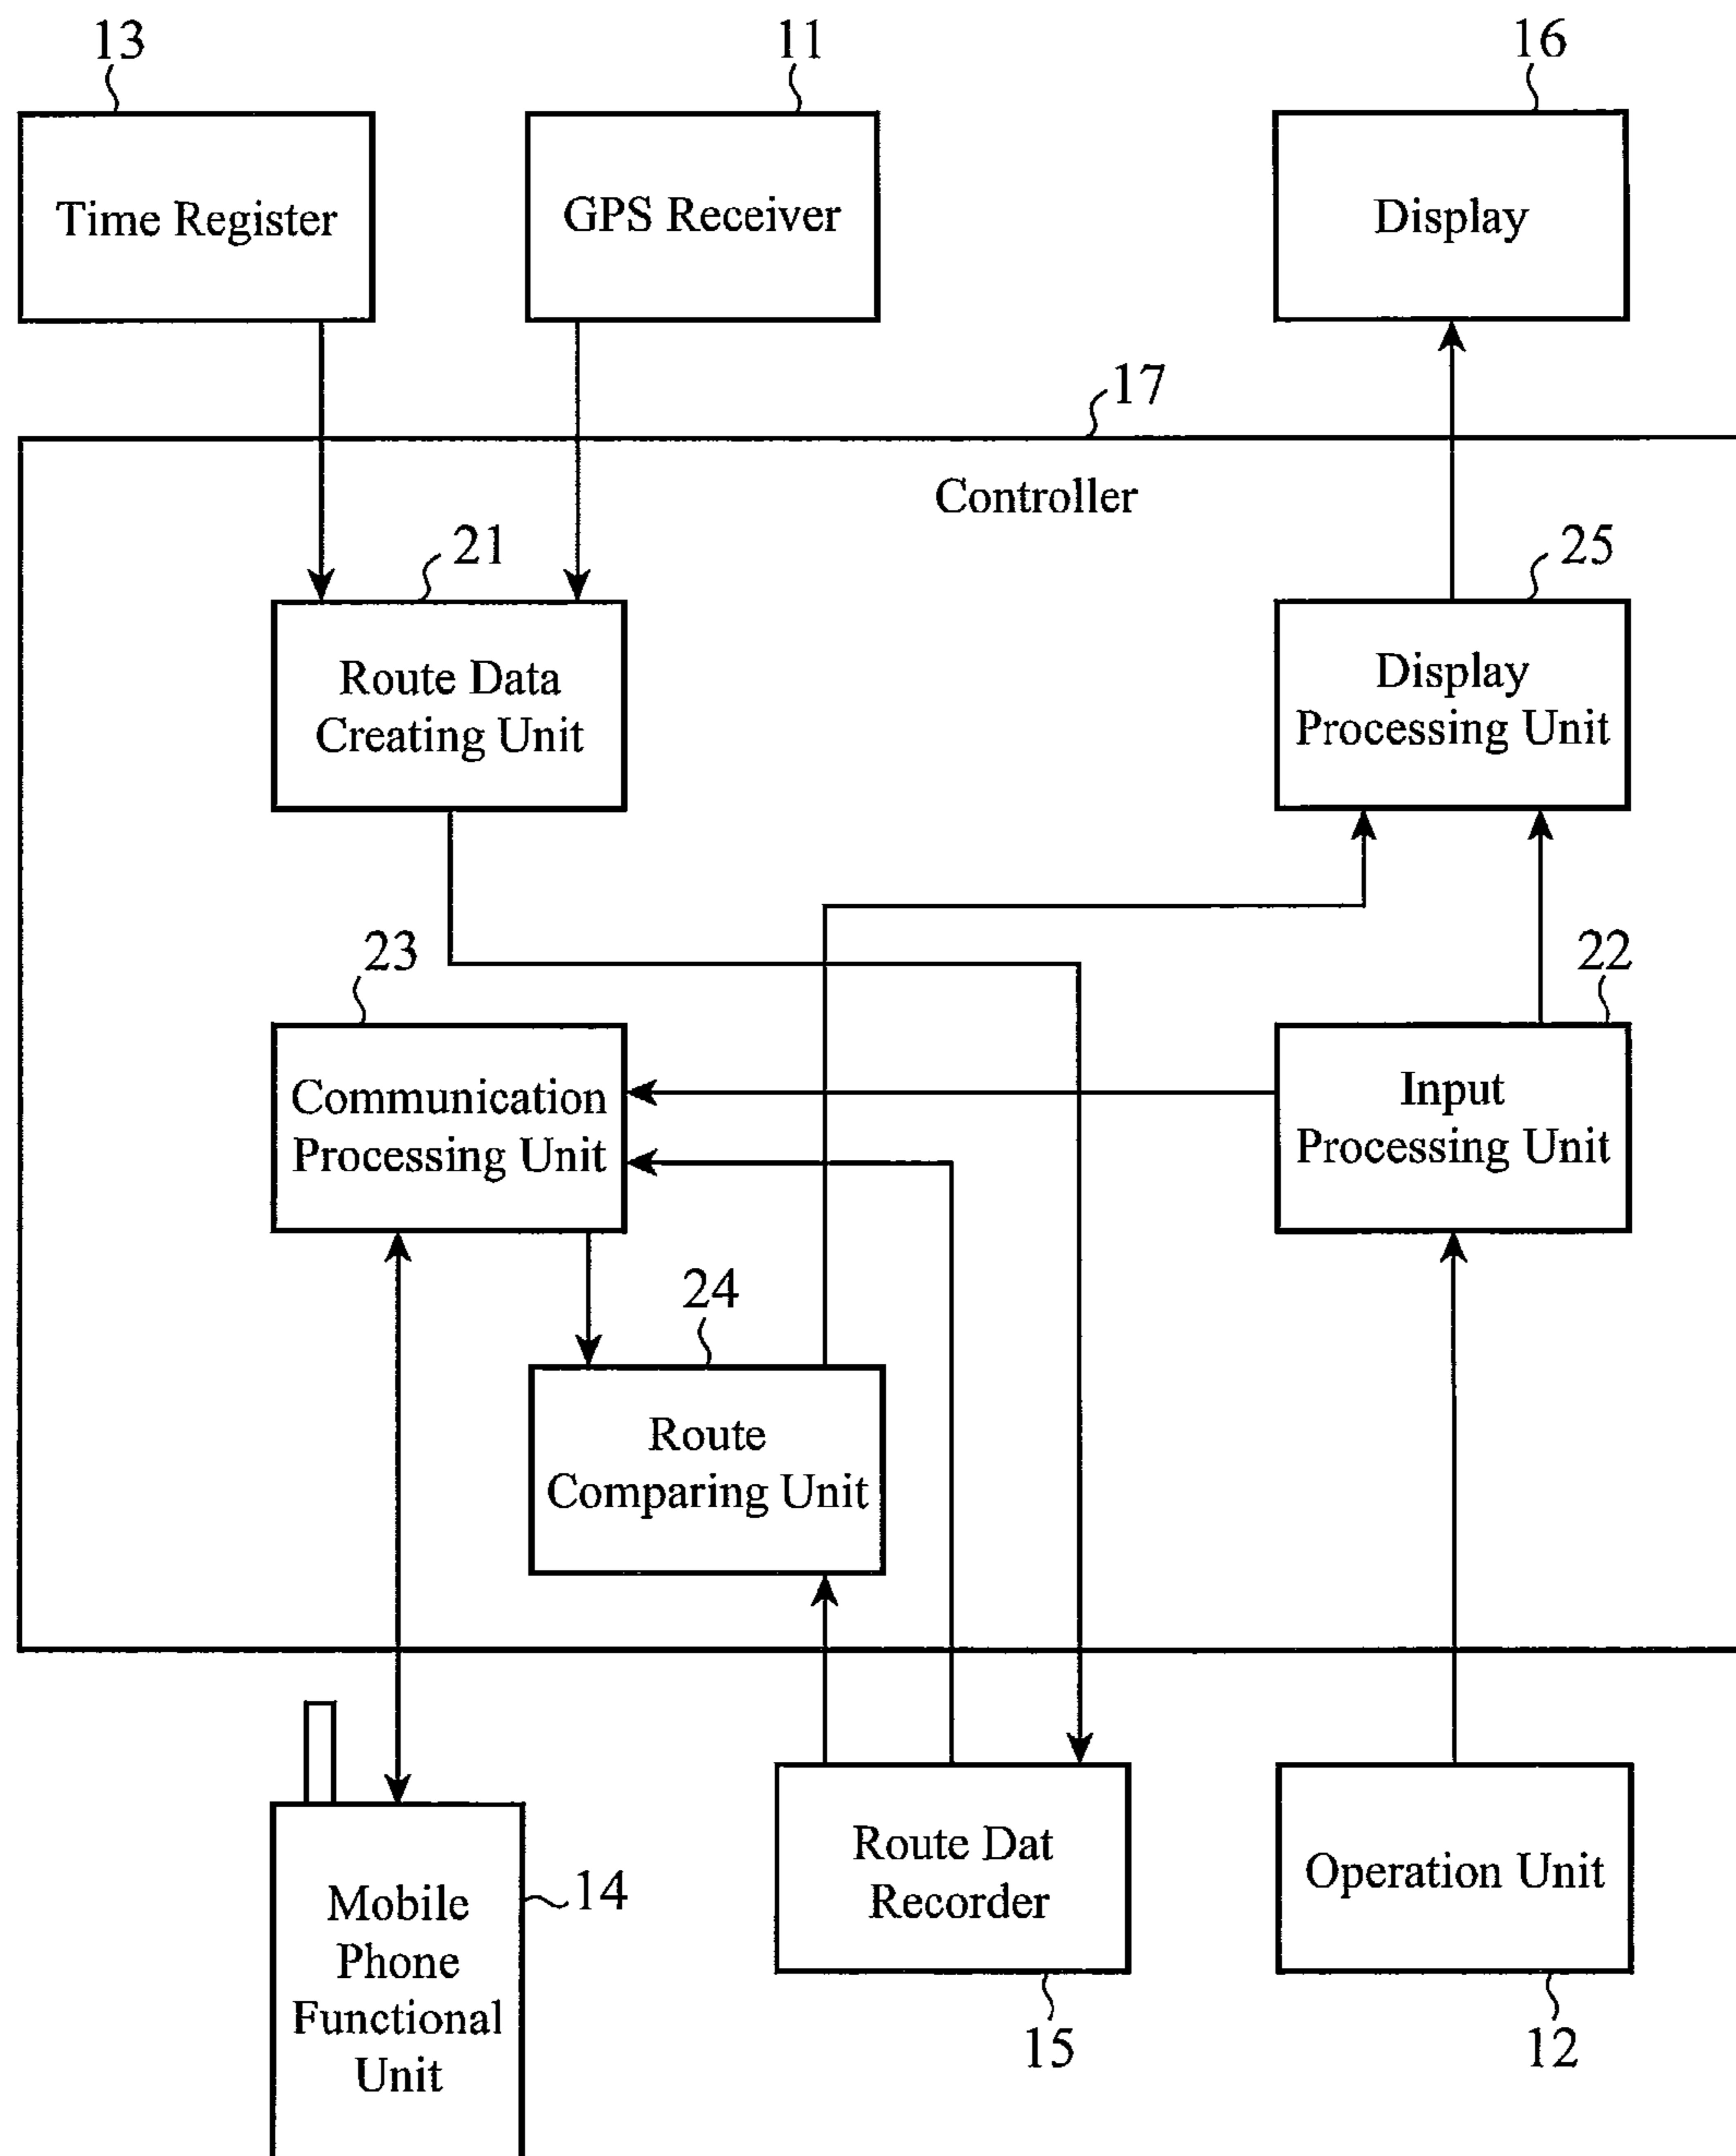 13
11
16
Time Register
GPS Receiver
Display
17
Controller
21
25
Route Data
Creating Unit
Display
Processing Unit
23
22
Communication
Processing Unit
Input
Processing Unit
24
Route
Comparing Unit
Mobile
Phone
Functional
Unit
14
Route Dat
Recorder
15
Operation Unit
12